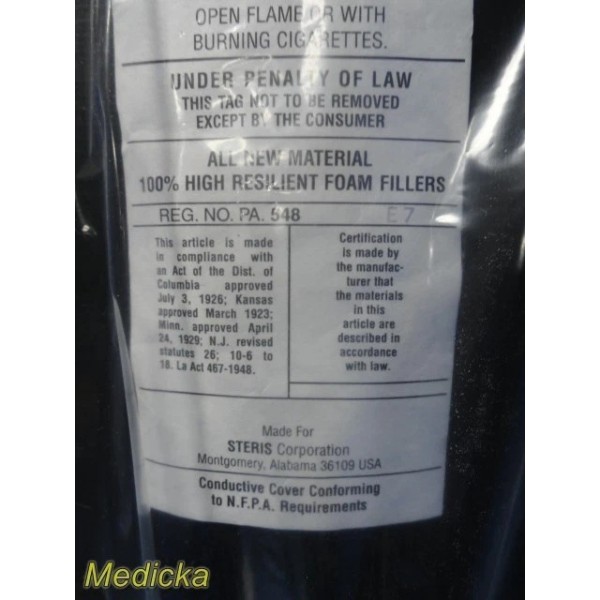 OPEN FLAME OR WITH
BURNING CIGARETTES.
UNDER PENALTY OF LAW
THIS TAG NOT TO BE REMOVED
EXCEPT BY THE CONSUMER
ALL NEW MATERIAL
100% HIGH RESILIENT FOAM FILLERS
REG. NO. PA. 548 E7
This article is made
in compliance with
an Act of the Dist. of
Columbia approved
July 3, 1926; Kansas
approved March 1923;
Minn. approved April
24, 1929; N.J. revised
statutes 26; 10-6 to
18. La Act 467-1948.
Certification
is made by
the manufac-
turer that
the materials
in this
article are
described in
accordance
with law.
Made For
STERIS Corporation
Montgomery, Alabama 36109 USA
Conductive Cover Conforming
to N.F.P.A. Requirements
Medicka